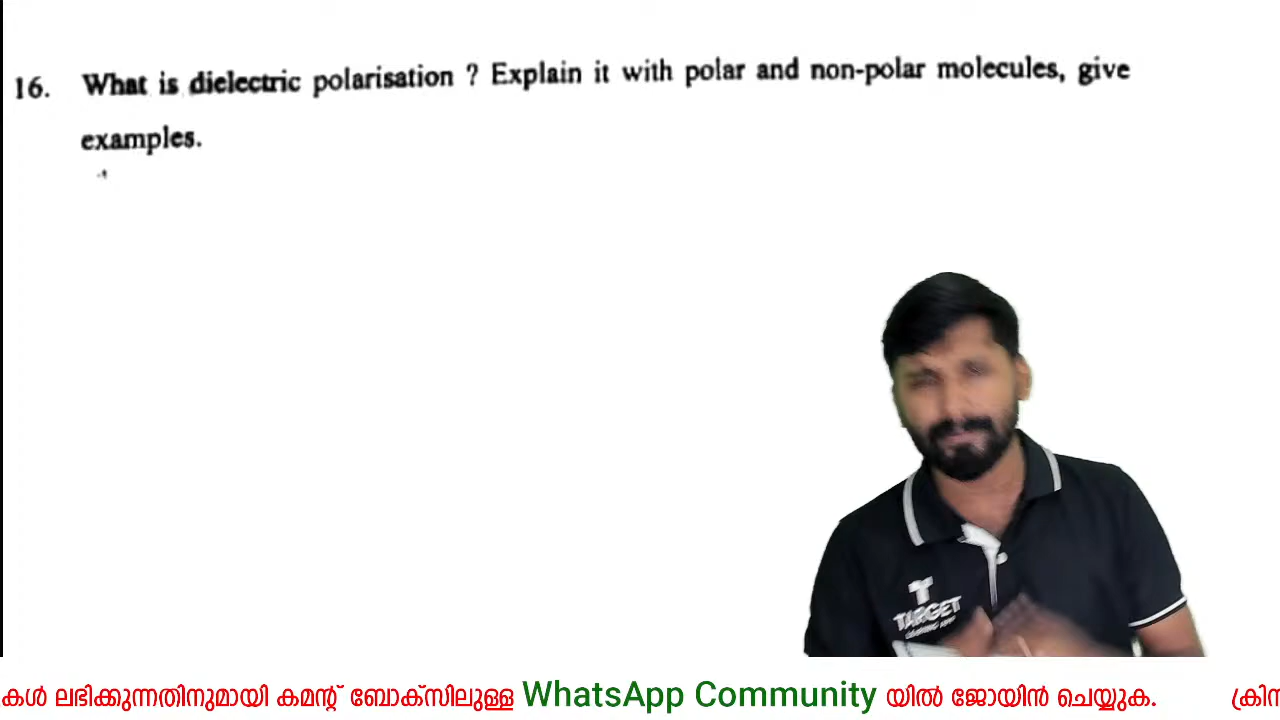 16. What is dielectric polarisation ? Explain it with polar and non-polar molecules, give
examples.
T
TARGET
കൾ ലഭിക്കുന്നതിനുമായി കമന്റ് ബോക്സിലുള്ള WhatsApp Community യിൽ ജോയിൻ ചെയ്യുക.